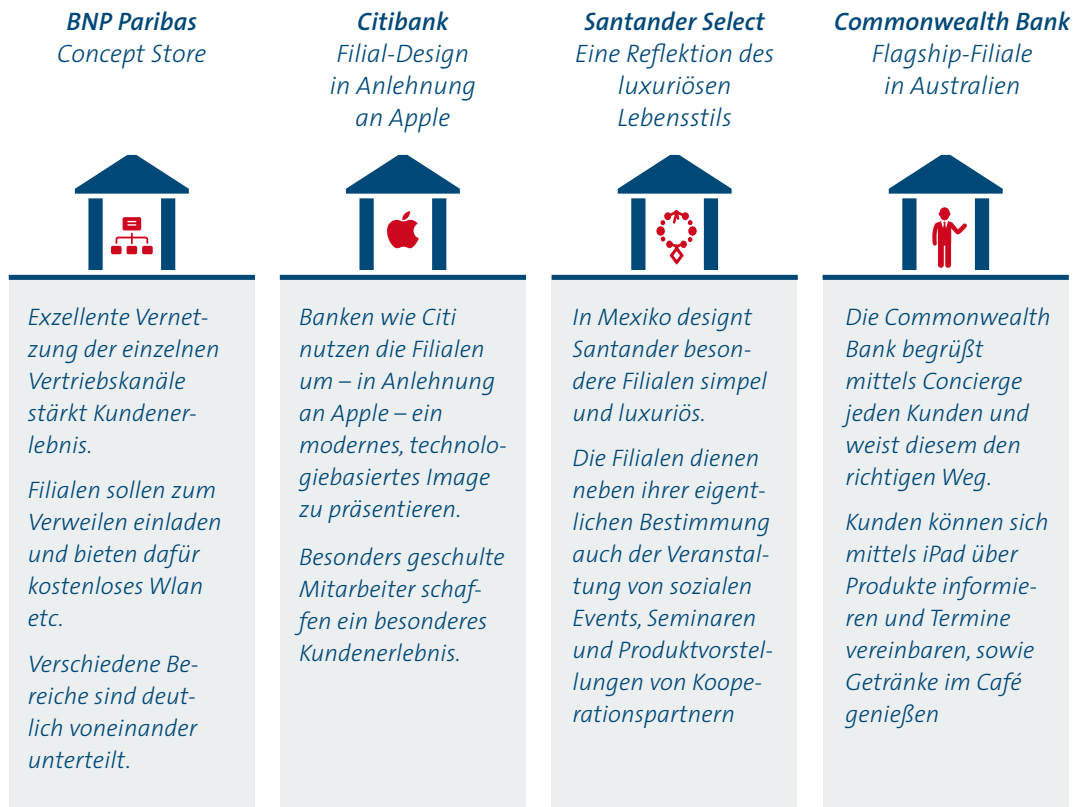 BNP Paribas
Concept Store
Exzellente Vernet-
zung der einzelnen
Vertriebskanäle
stärkt Kundener-
lebnis.
Filialen sollen zum
Verweilen einladen
und bieten dafür
kostenloses Wlan
etc.
Verschiedene Be-
reiche sind deut-
lich voneinander
unterteilt.
Citibank
Filial-Design
in Anlehnung
an Apple
Banken wie Citi
nutzen die Filialen
um – in Anlehnung
an Apple – ein
modernes, technolo-
giebasiertes Image
zu präsentieren.
Besonders geschulte
Mitarbeiter schaf-
fen ein besonderes
Kundenerlebnis.
Santander Select
Eine Reflektion des
luxuriösen
Lebensstils
In Mexiko designt
Santander beson-
dere Filialen simpel
und luxuriös.
Die Filialen dienen
neben ihrer eigent-
lichen Bestimmung
auch der Veranstal-
tung von sozialen
Events, Seminaren
und Produktvorstel-
lungen von Koope-
rationspartnern
Commonwealth Bank
Flagship-Filiale
in Australien
Die Commonwealth
Bank begrüßt
mittels Concierge
jeden Kunden und
weist diesem den
richtigen Weg.
Kunden können sich
mittels iPad über
Produkte informie-
ren und Termine
vereinbaren, sowie
Getränke im Café
genießen